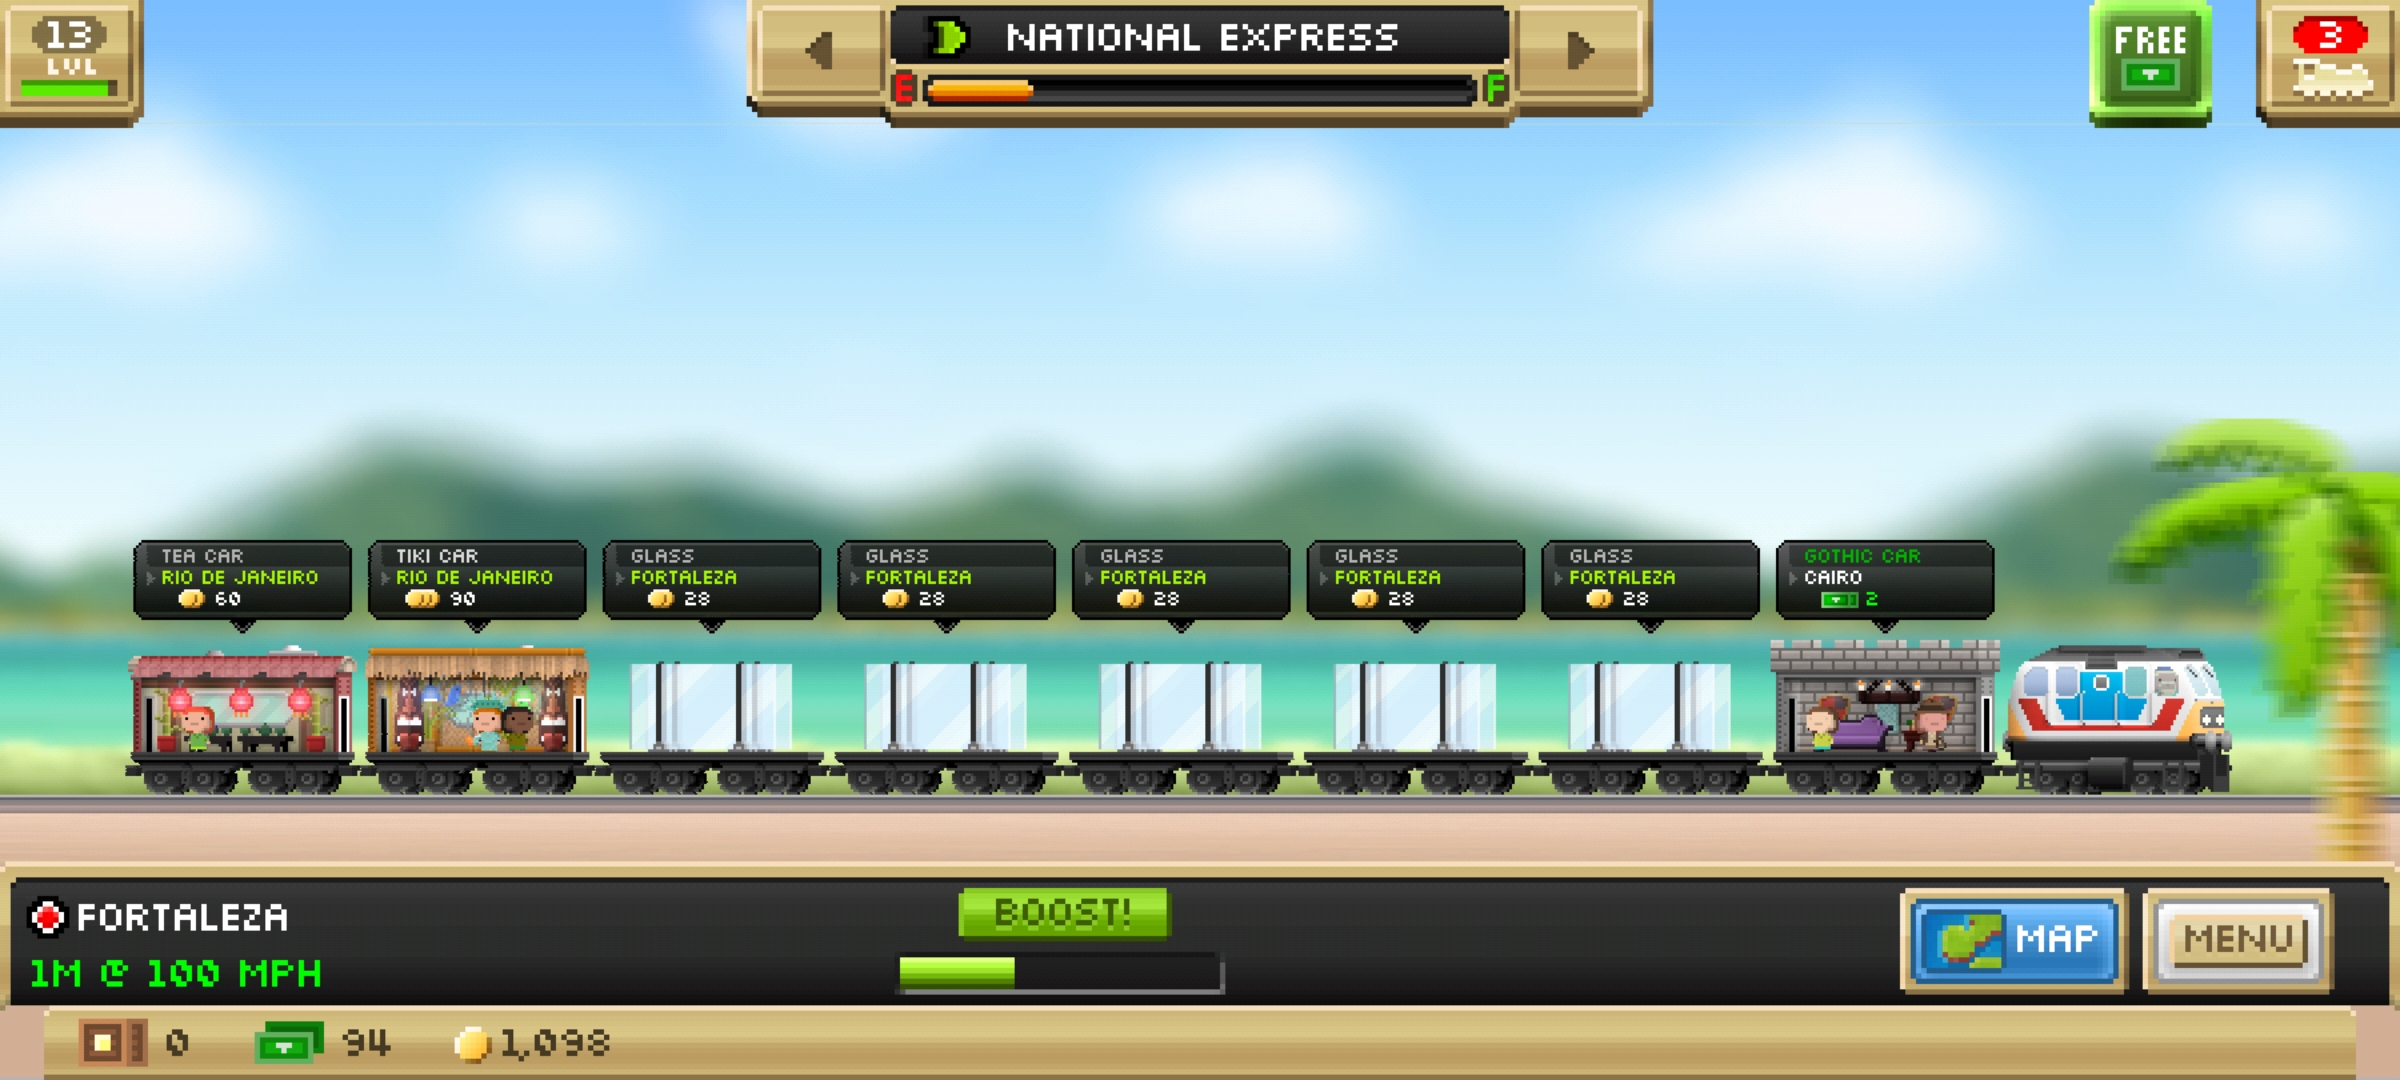 13
LVL
NATIONAL EXPRESS
E
F
FREE
3
TEA CAR
RIO DE JANEIRO
60
TIKI CAR
RIO DE JANEIRO
90
GLASS
FORTALEZA
28
GLASS
FORTALEZA
28
GLASS
FORTALEZA
28
GLASS
FORTALEZA
28
GLASS
FORTALEZA
28
GOTHIC CAR
CAIRO
2
FORTALEZA
1M @ 100 MPH
BOOST!
MAP
MENU
0
94
1,098